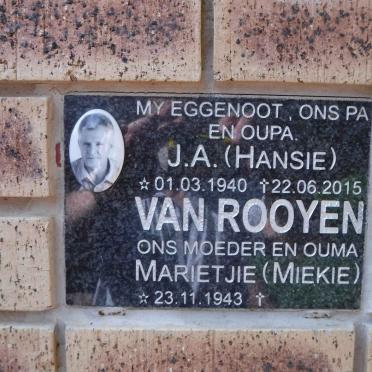 MY EGGENOOT, ONS PA
EN OUPA.
J.A. (HANSIE)
☆ 01.03.1940 †22.06.2015
VAN ROOYEN
ONS MOEDER EN OUMA
MARIETJIE (MIEKIE)
☆ 23.11.1943 †